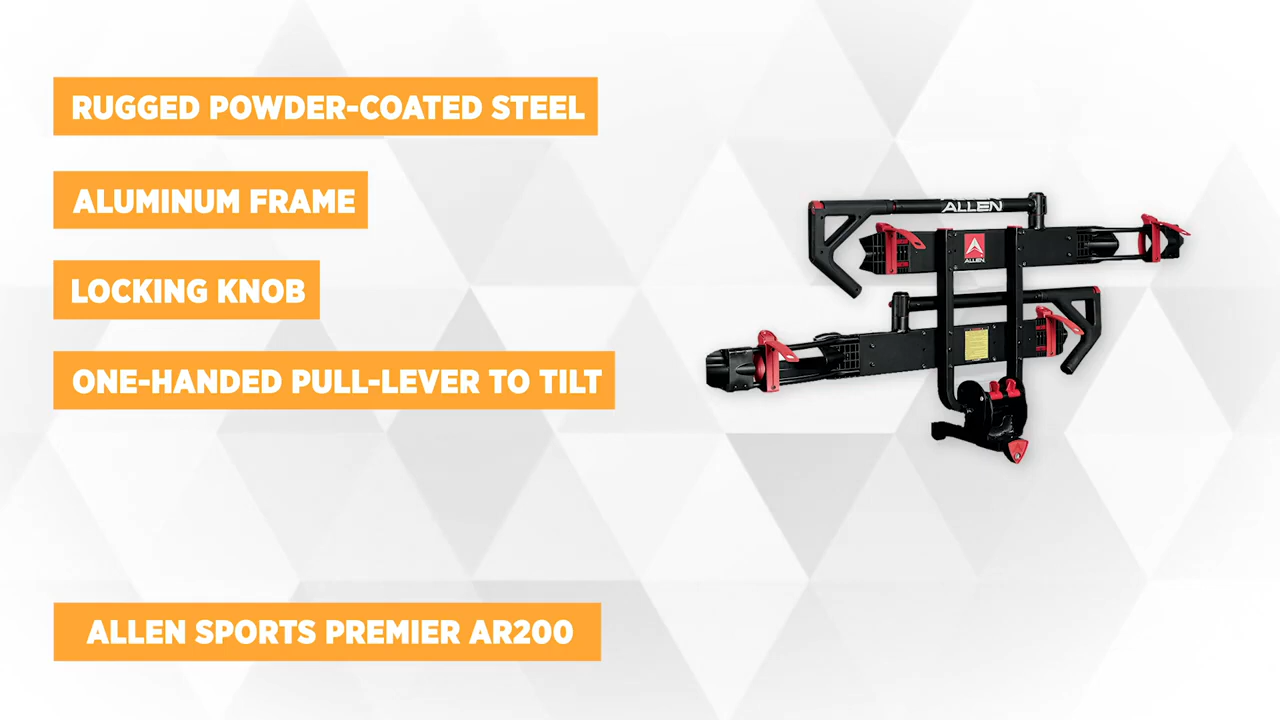 RUGGED POWDER-COATED STEEL
ALUMINUM FRAME
LOCKING KNOB
ONE-HANDED PULL-LEVER TO TILT
ALLEN
ALLEN
ALLEN SPORTS PREMIER AR200